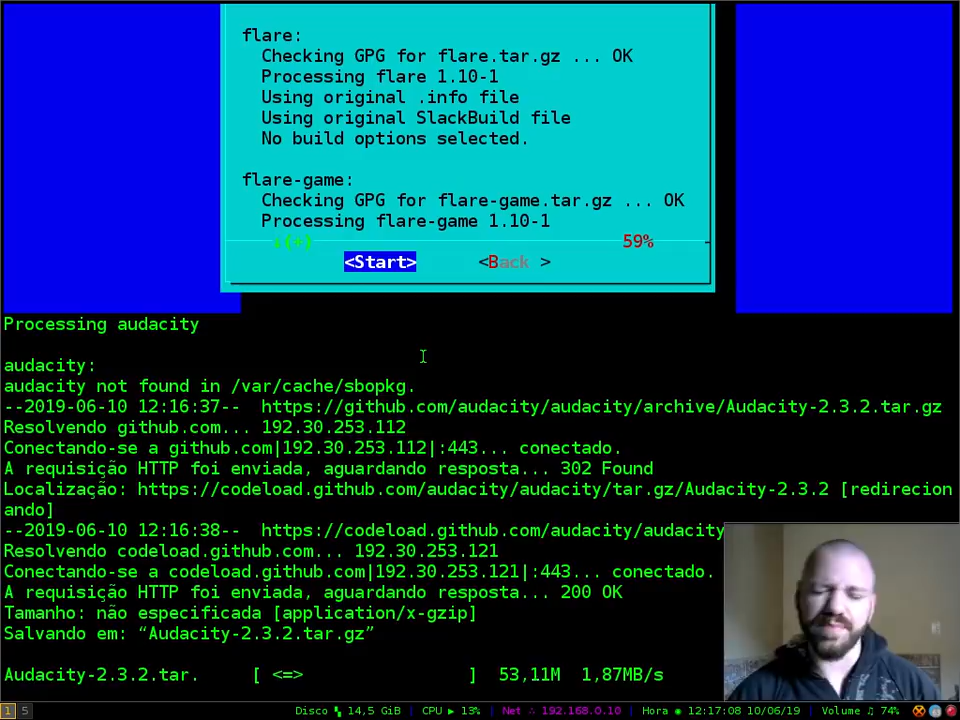 flare:
Checking GPG for flare.tar.gz ... OK
Processing flare 1.10-1
Using original .info file
Using original SlackBuild file
No build options selected.
flare-game:
Checking GPG for flare-game.tar.gz ... OK
Processing flare-game 1.10-1
↓(+) 59%
<Start> <Back >
Processing audacity
audacity:
audacity not found in /var/cache/sbopkg.
--2019-06-10 12:16:37--  https://github.com/audacity/audacity/archive/Audacity-2.3.2.tar.gz
Resolvendo github.com... 192.30.253.112
Conectando-se a github.com|192.30.253.112|:443... conectado.
A requisição HTTP foi enviada, aguardando resposta... 302 Found
Localização: https://codeload.github.com/audacity/audacity/tar.gz/Audacity-2.3.2 [redirecion
ando]
--2019-06-10 12:16:38--  https://codeload.github.com/audacity/audacity
Resolvendo codeload.github.com... 192.30.253.121
Conectando-se a codeload.github.com|192.30.253.121|:443... conectado.
A requisição HTTP foi enviada, aguardando resposta... 200 OK
Tamanho: não especificada [application/x-gzip]
Salvando em: “Audacity-2.3.2.tar.gz”
Audacity-2.3.2.tar. [ <=> ] 53,11M 1,87MB/s
1 5 Disco 14,5 GiB | CPU ▶ 13% | Net ∴ 192.168.0.10 | Hora ◉ 12:17:08 10/06/19 | Volume ♫ 74%